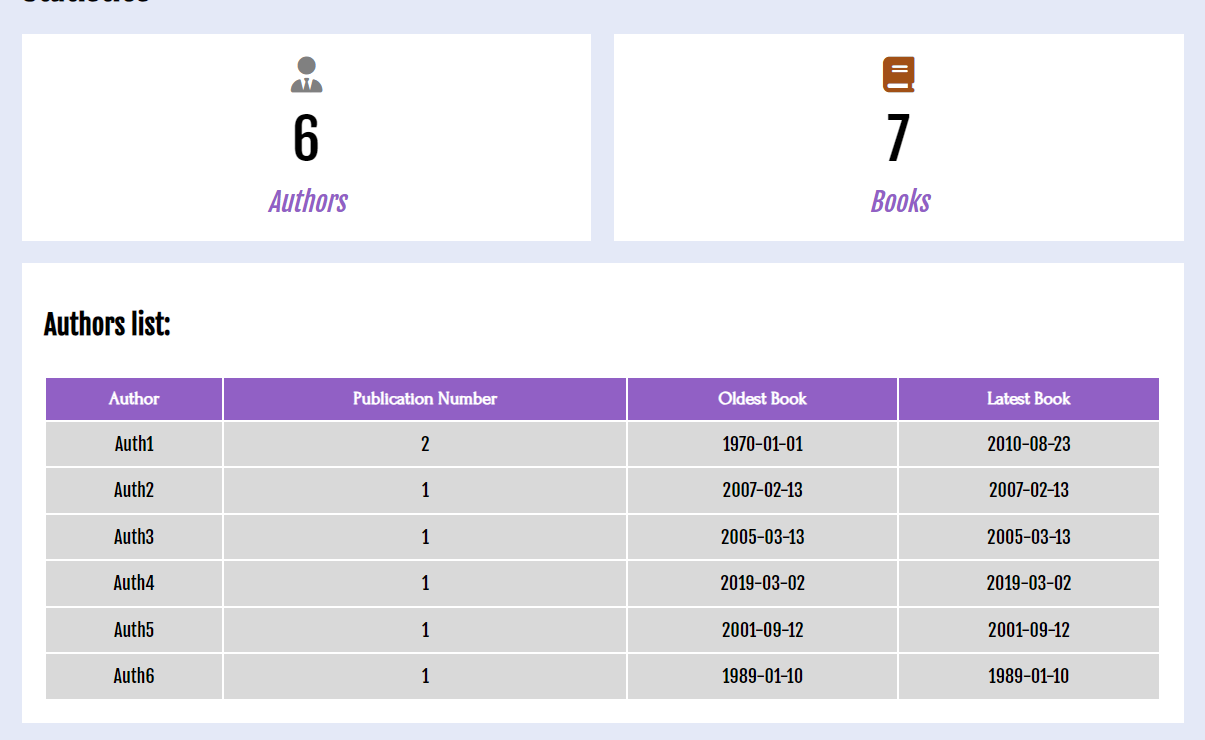 6
7
Authors
Books
Authors list:
Author Publication Number Oldest Book Latest Book
Auth1 2 1970-01-01 2010-08-23
Auth2 1 2007-02-13 2007-02-13
Auth3 1 2005-03-13 2005-03-13
Auth4 1 2019-03-02 2019-03-02
Auth5 1 2001-09-12 2001-09-12
Auth6 1 1989-01-10 1989-01-10